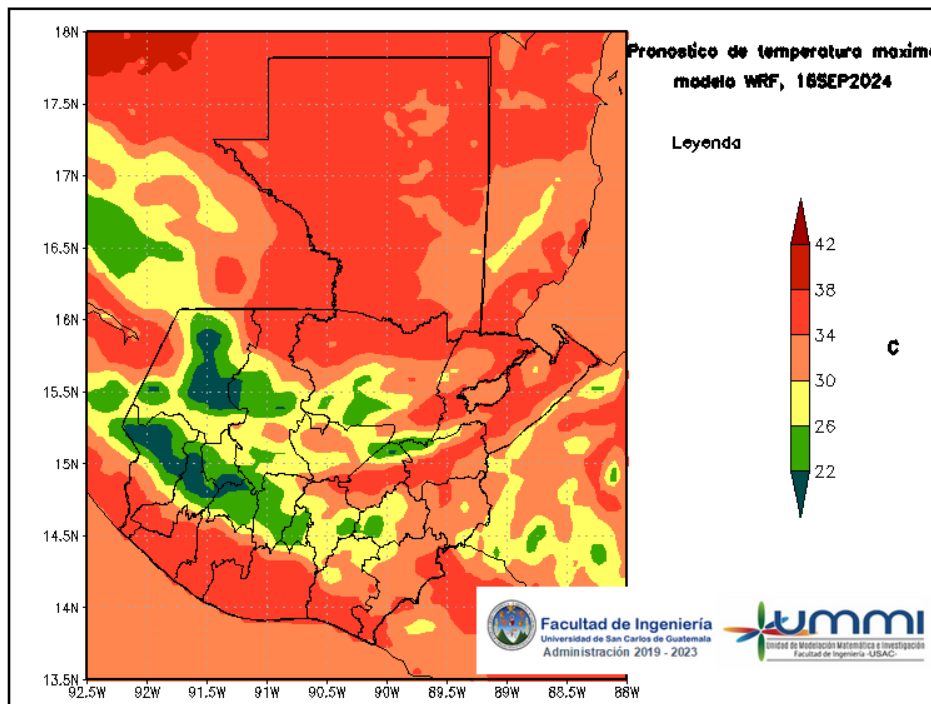 Pronostico de temperatura maxima
modelo WRF, 16SEP2024
Leyenda
42
38
34
30
26
22
C
18N
17.5N
17N
16.5N
16N
15.5N
15N
14.5N
14N
13.5N
92.5W 92W 91.5W 91W 90.5W 90W 89.5W 89W 88.5W 88W
Facultad de Ingeniería
Universidad de San Carlos de Guatemala
Administración 2019 - 2023
UMMI
Unidad de Modelación Matemática e Investigación
Facultad de Ingeniería -USAC-